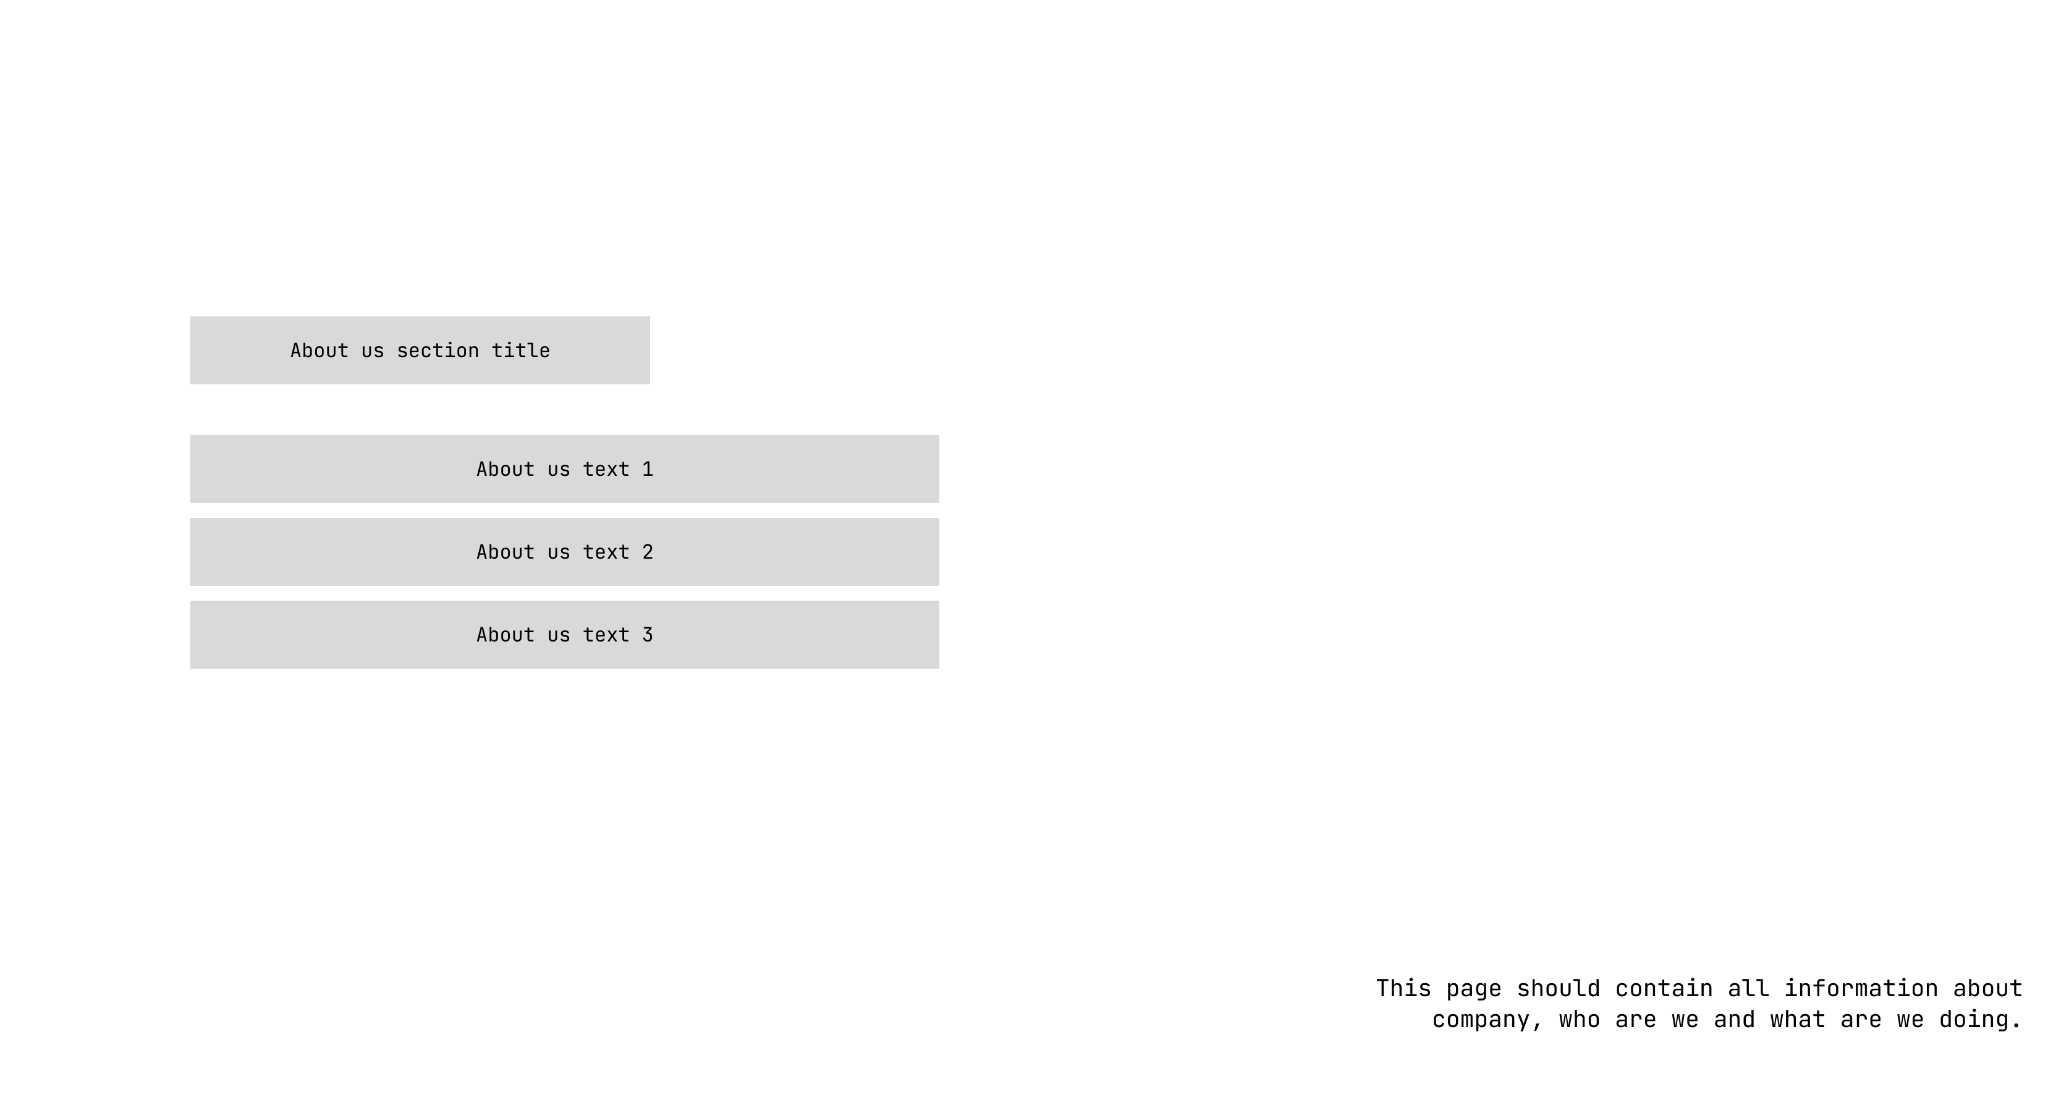 About us section title
About us text 1
About us text 2
About us text 3
This page should contain all information about
company, who are we and what are we doing.